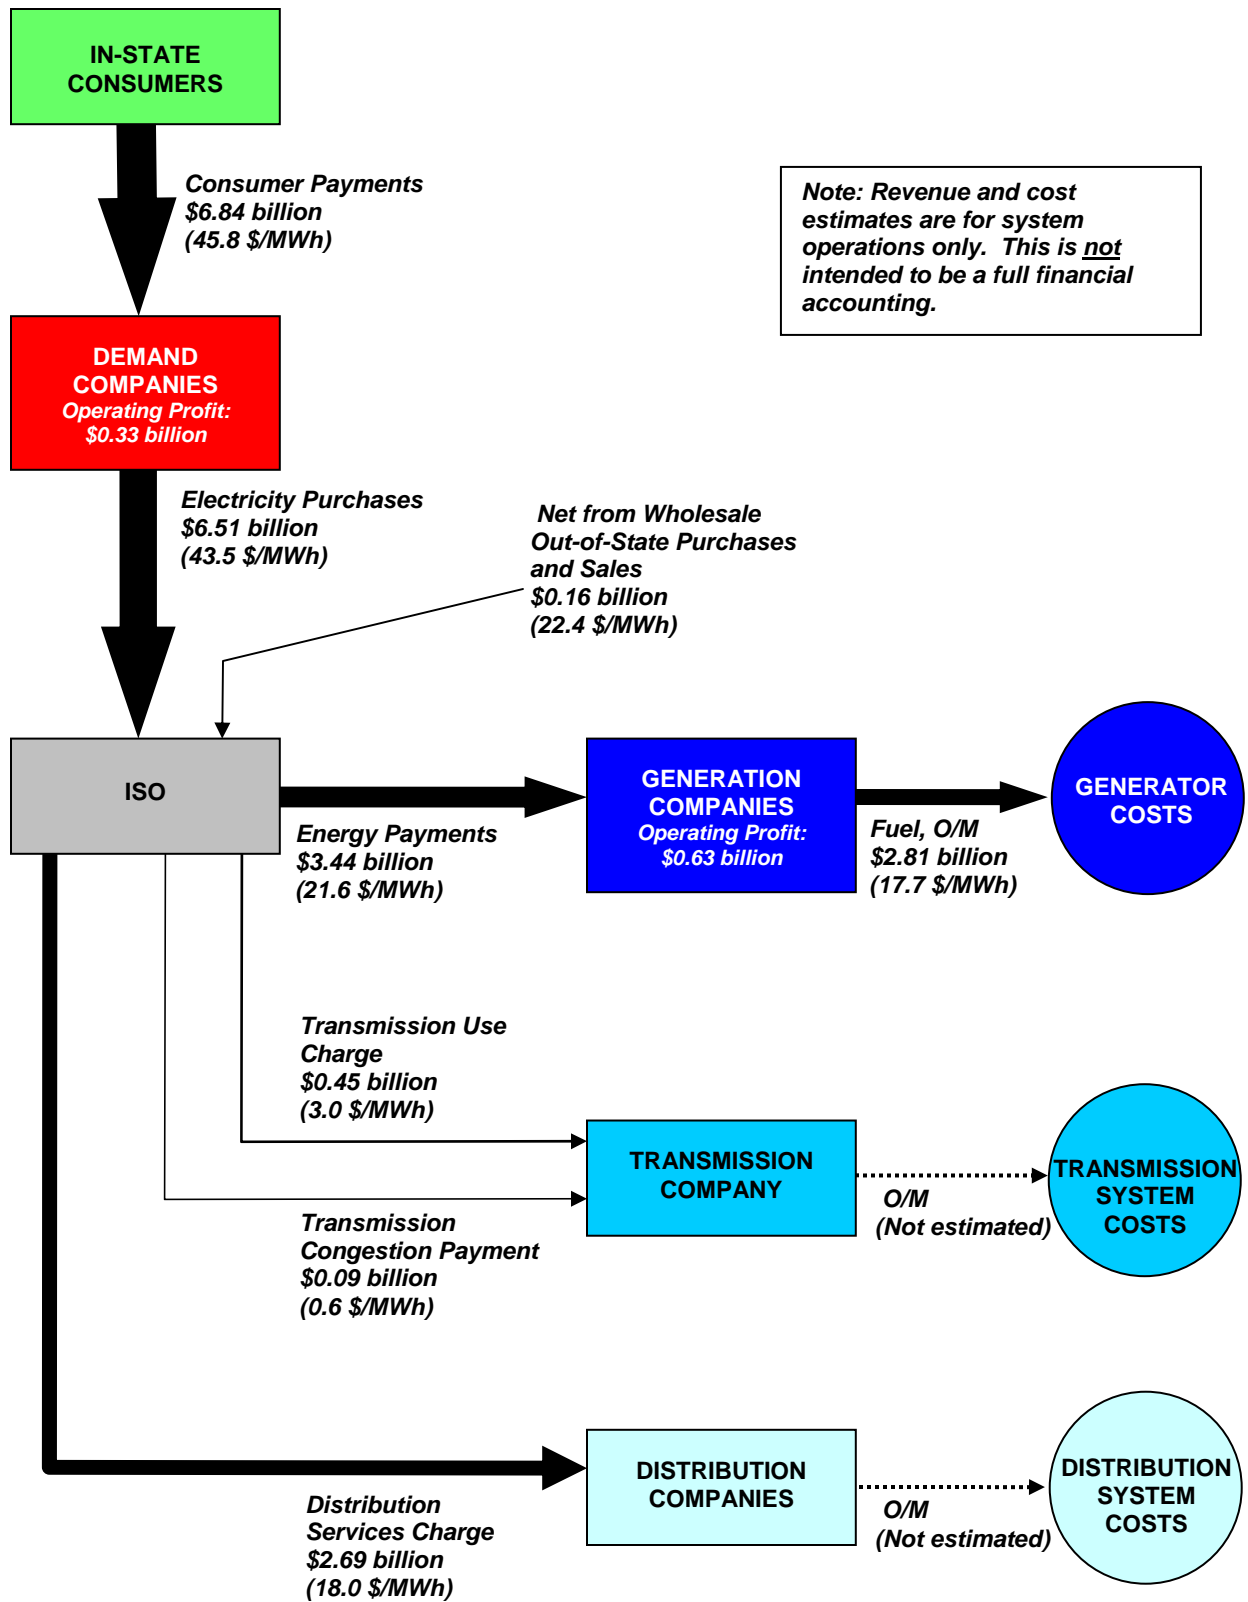 IN-STATE
CONSUMERS
Consumer Payments
$6.84 billion
(45.8 $/MWh)
Note: Revenue and cost
estimates are for system
operations only.  This is not
intended to be a full financial
accounting.
DEMAND
COMPANIES
Operating Profit:
$0.33 billion
Electricity Purchases
$6.51 billion
(43.5 $/MWh)
Net from Wholesale
Out-of-State Purchases
and Sales
$0.16 billion
(22.4 $/MWh)
ISO
Energy Payments
$3.44 billion
(21.6 $/MWh)
GENERATION
COMPANIES
Operating Profit:
$0.63 billion
Fuel, O/M
$2.81 billion
(17.7 $/MWh)
GENERATOR
COSTS
Transmission Use
Charge
$0.45 billion
(3.0 $/MWh)
Transmission
Congestion Payment
$0.09 billion
(0.6 $/MWh)
TRANSMISSION
COMPANY
O/M
(Not estimated)
TRANSMISSION
SYSTEM
COSTS
Distribution
Services Charge
$2.69 billion
(18.0 $/MWh)
DISTRIBUTION
COMPANIES
O/M
(Not estimated)
DISTRIBUTION
SYSTEM
COSTS